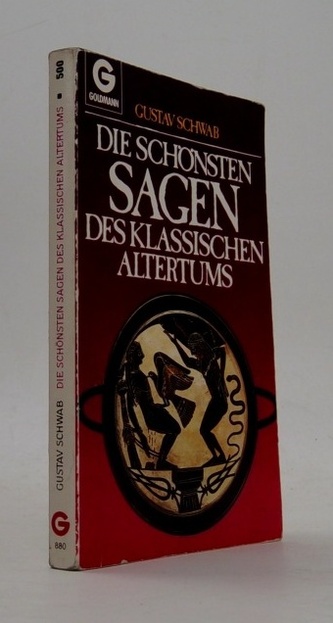 G
GOLDMANN
GUSTAV SCHWAB
DIE SCHÖNSTEN
SAGEN
DES KLASSISCHEN
ALTERTUMS
GUSTAV SCHWAB DIE SCHÖNSTEN SAGEN DES KLASSISCHEN ALTERTUMS ■ 500
G
880